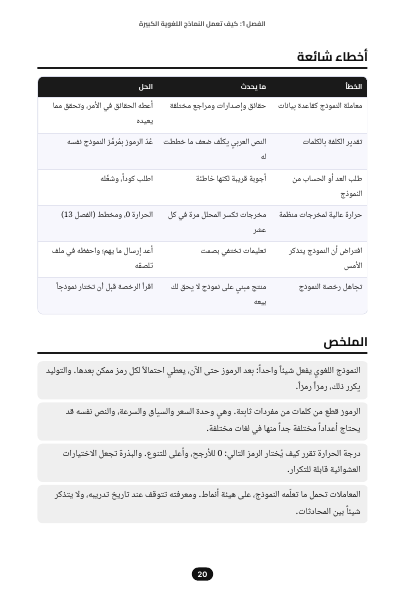 الفصل 1: كيف تعمل النماذج اللغوية الكبيرة
أخطاء شائعة
الخطأ ما يحدث الحل
معاملة النموذج كقاعدة بيانات حقائق وإصدارات ومراجع مختلقة أعطه الحقائق في الأمر، وتحقق مما
يعيده
تقدير الكلفة بالكلمات النص العربي يكلّف ضعف ما خططت عُدّ الرموز بمُرمِّز النموذج نفسه
له
طلب العد أو الحساب من أجوبة قريبة لكنها خاطئة اطلب كوداً، وشغّله
النموذج
حرارة عالية لمخرجات منظمة مخرجات تكسر المحلل مرة في كل الحرارة 0، ومخطط (الفصل 13)
عشر
افتراض أن النموذج يتذكر تعليمات تختفي بصمت أعد إرسال ما يهم؛ واحفظه في ملف
الأمس تلصقه
تجاهل رخصة النموذج منتج مبني على نموذج لا يحق لك اقرأ الرخصة قبل أن تختار نموذجاً
بيعه
الملخص
النموذج اللغوي يفعل شيئاً واحداً: بعد الرموز حتى الآن، يعطي احتمالاً لكل رمز ممكن بعدها. والتوليد
يكرر ذلك، رمزاً رمزاً.
الرموز قطع من كلمات من مفردات ثابتة. وهي وحدة السعر والسياق والسرعة، والنص نفسه قد
يحتاج أعداداً مختلفة جداً منها في لغات مختلفة.
درجة الحرارة تقرر كيف يُختار الرمز التالي: 0 للأرجح، وأعلى للتنوع. والبذرة تجعل الاختيارات
العشوائية قابلة للتكرار.
المعاملات تحمل ما تعلّمه النموذج، على هيئة أنماط. ومعرفته تتوقف عند تاريخ تدريبه، ولا يتذكر
شيئاً بين المحادثات.
20